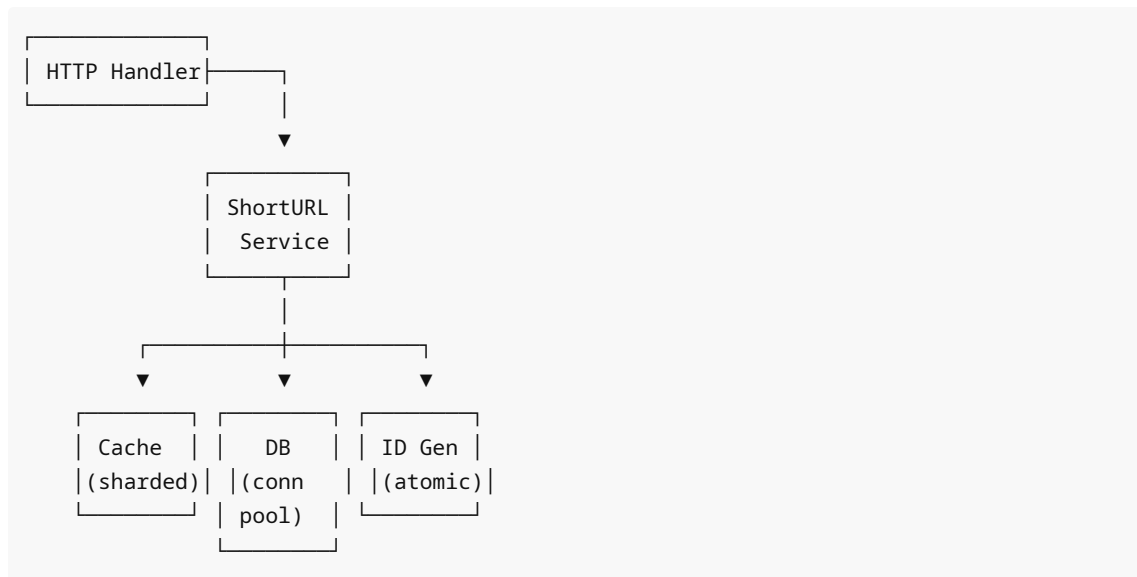 HTTP Handler
ShortURL
Service
Cache DB ID Gen
(sharded) (conn (atomic)
pool)